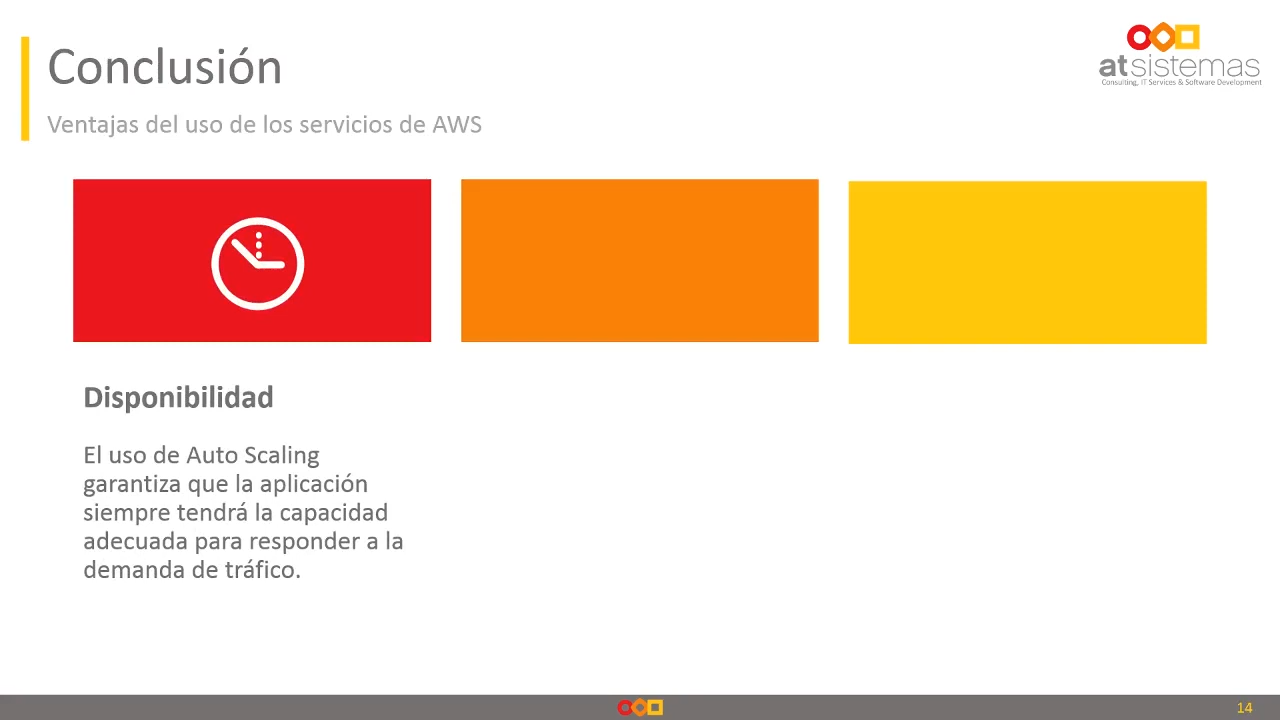 Conclusión
atsistemas
Consulting, IT Services & Software Development
Ventajas del uso de los servicios de AWS
Disponibilidad
El uso de Auto Scaling
garantiza que la aplicación
siempre tendrá la capacidad
adecuada para responder a la
demanda de tráfico.
14